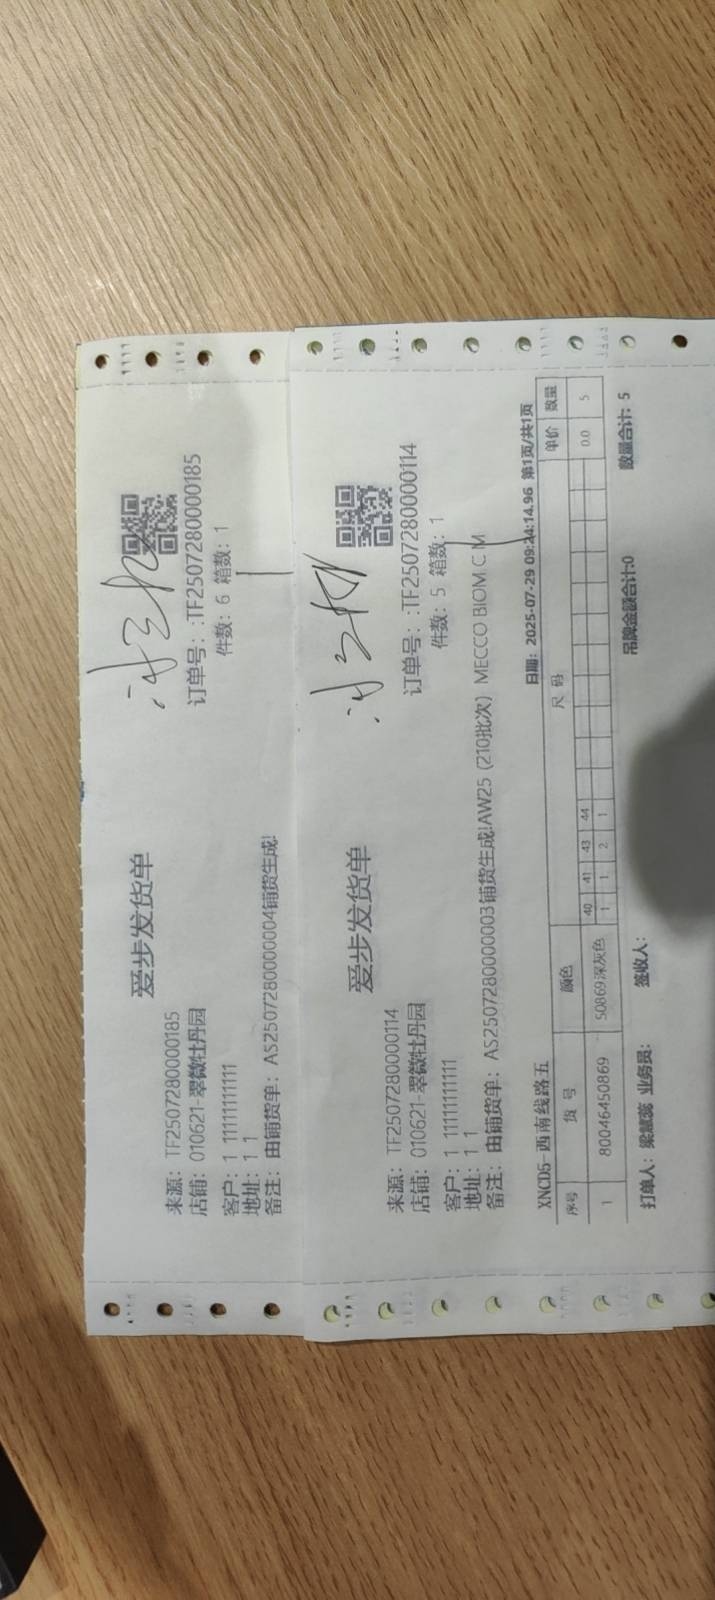 爱步发货单
来源：TF2507280000185
订单号：:TF2507280000185
店铺：010621-翠微牡丹园
件数：6 箱数：1
客户：1 11111111111
地址：1 1
备注：由铺货单：AS2507280000004铺货生成!
爱步发货单
来源：TF2507280000114
订单号：:TF2507280000114
店铺：010621-翠微牡丹园
件数：5 箱数：1
客户：1 11111111111
地址：1 1
备注：由铺货单：AS2507280000003铺货生成!AW25（210批次）MECCO BIOM C M
XNCD5-西南线路五 日期：2025-07-29 09:24:14.96 第1页/共1页
序号 货号 颜色 尺码 单价 数量
40 41 43 44
1 80046450869 50869深灰色 1 1 2 1 0.0 5
打单人：梁慧蕊 业务员： 签收人： 吊牌金额合计:0 数量合计: 5